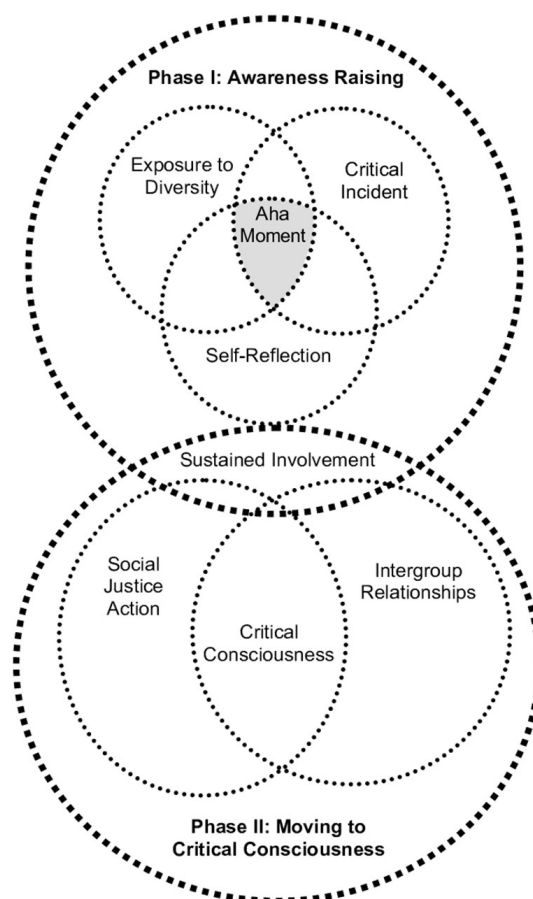 Phase I: Awareness Raising
Exposure to
Diversity
Critical
Incident
Aha
Moment
Self-Reflection
Sustained Involvement
Social
Justice
Action
Intergroup
Relationships
Critical
Consciousness
Phase II: Moving to
Critical Consciousness